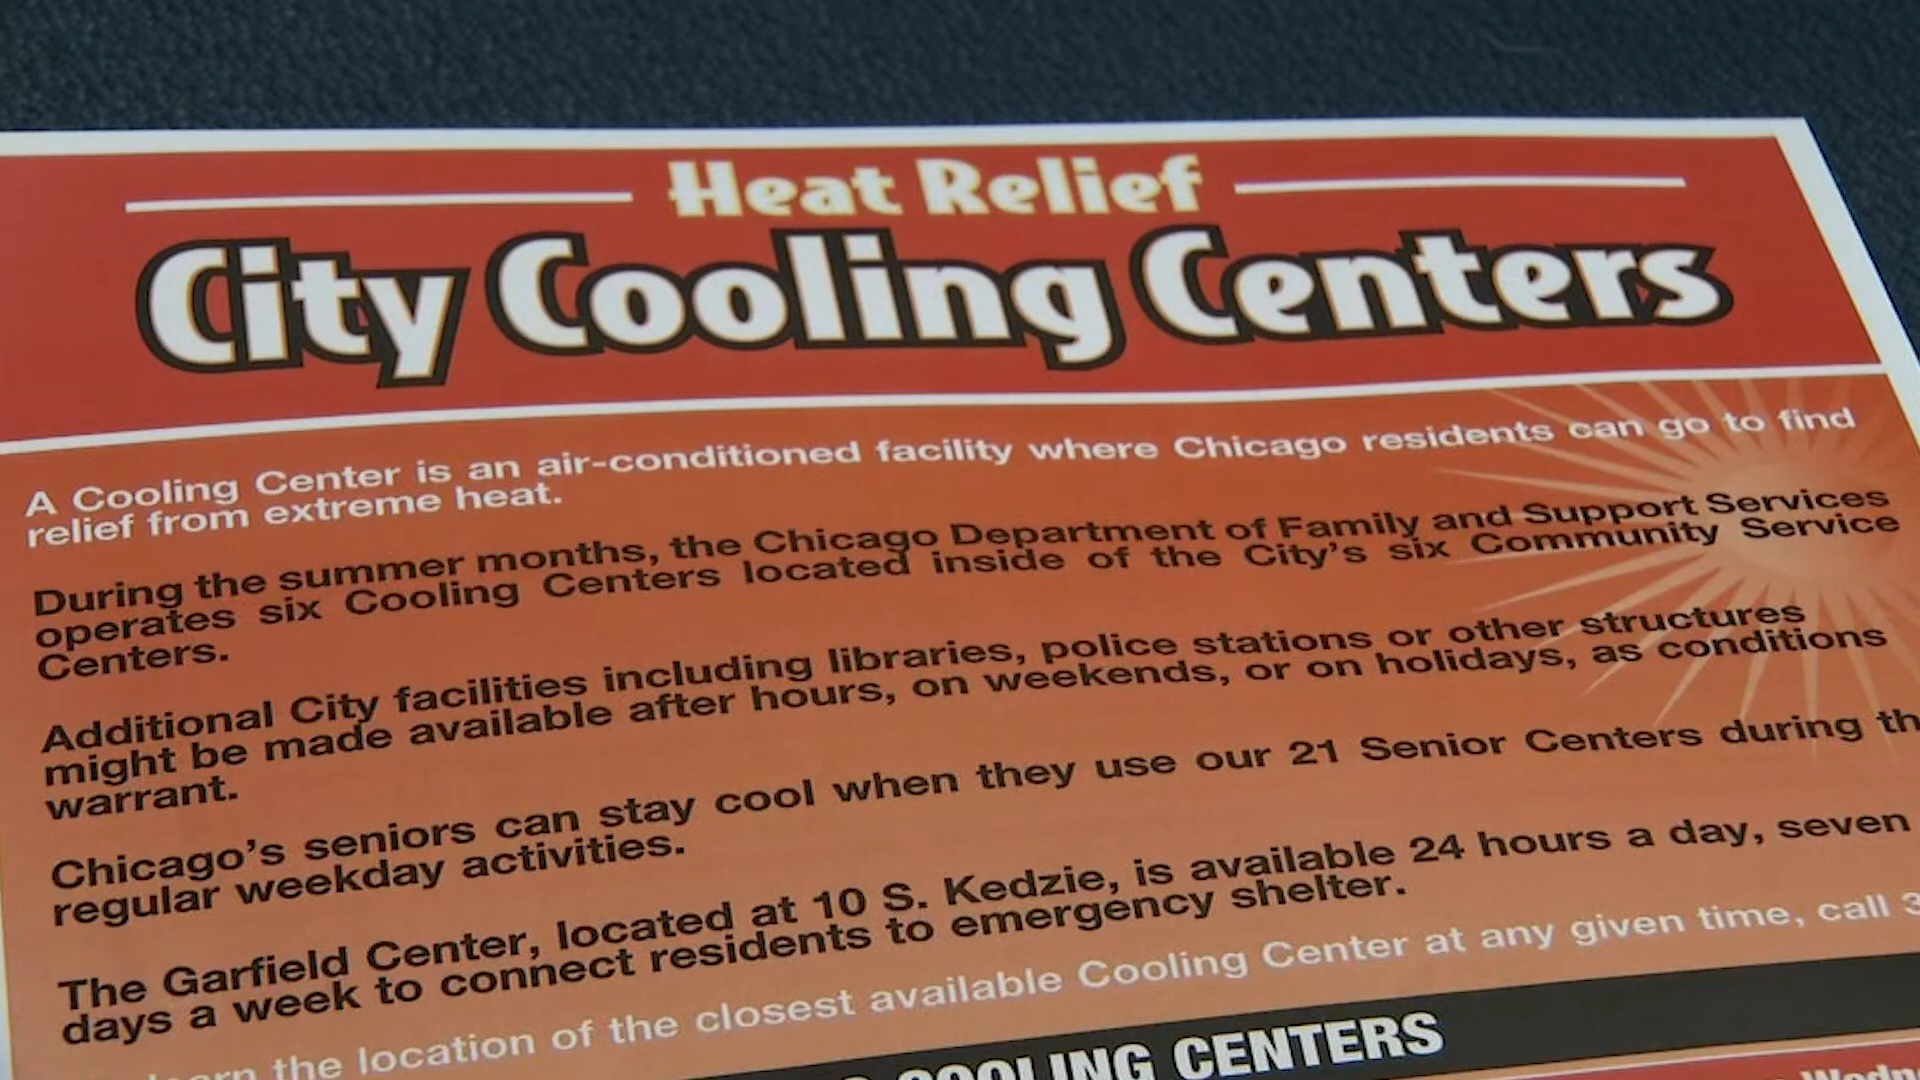 Heat Relief
City Cooling Centers
A Cooling Center is an air-conditioned facility where Chicago residents can go to find
relief from extreme heat.
During the summer months, the Chicago Department of Family and Support Services
operates six Cooling Centers located inside of the City's six Community Service
Centers.
Additional City facilities including libraries, police stations or other structures
might be made available after hours, on weekends, or on holidays, as conditions
warrant.
Chicago's seniors can stay cool when they use our 21 Senior Centers during
regular weekday activities.
The Garfield Center, located at 10 S. Kedzie, is available 24 hours a day, seven
days a week to connect residents to emergency shelter.
the location of the closest available Cooling Center at any given time, call 3
COOLING CENTERS